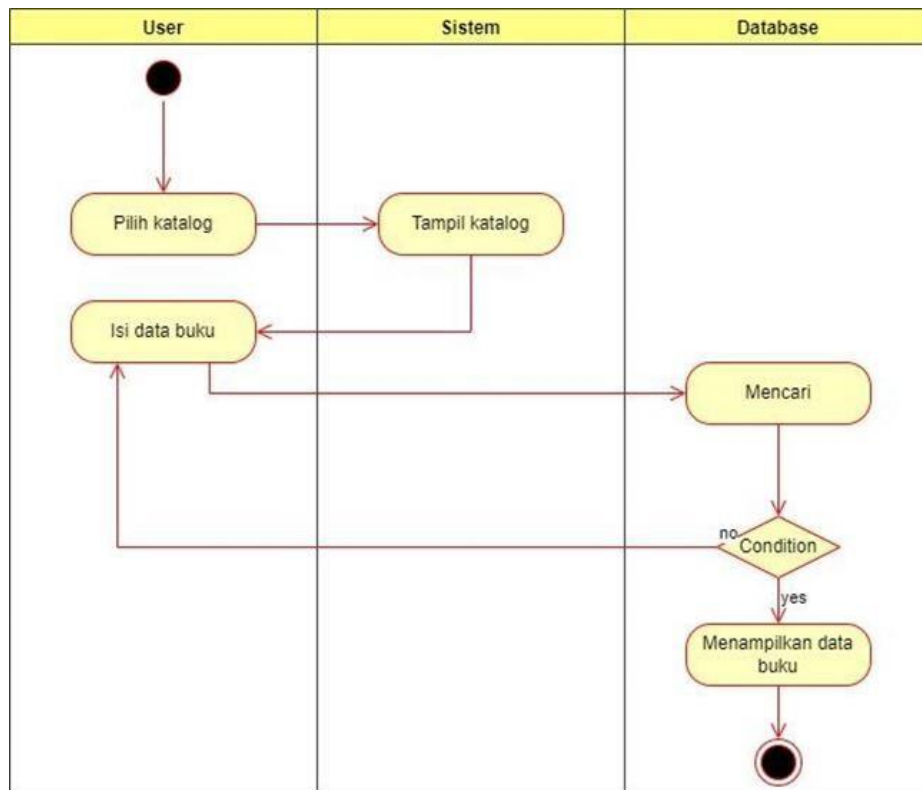 User
Sistem
Database
Pilih katalog
Tampil katalog
Isi data buku
Mencari
no
Condition
yes
Menampilkan data
buku